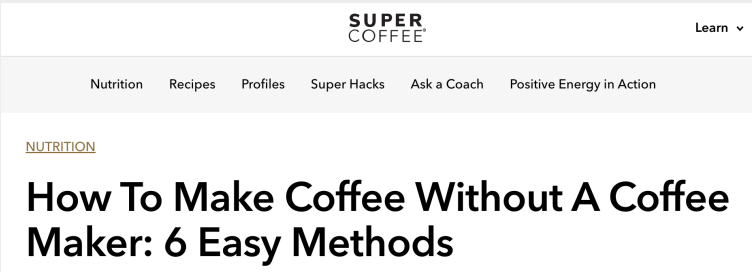 SUPER
COFFEE®
Learn
Nutrition Recipes Profiles Super Hacks Ask a Coach Positive Energy in Action
NUTRITION
How To Make Coffee Without A Coffee
Maker: 6 Easy Methods